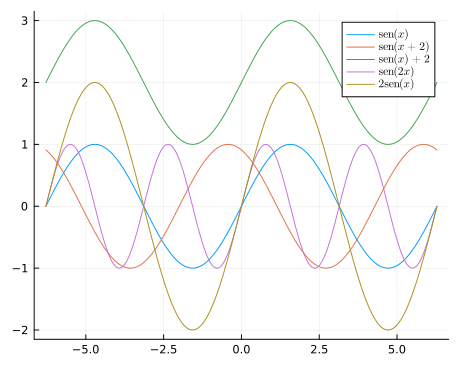 3
2
1
0
−1
−2
−5.0 −2.5 0.0 2.5 5.0
sen(x)
sen(x + 2)
sen(x) + 2
sen(2x)
2sen(x)